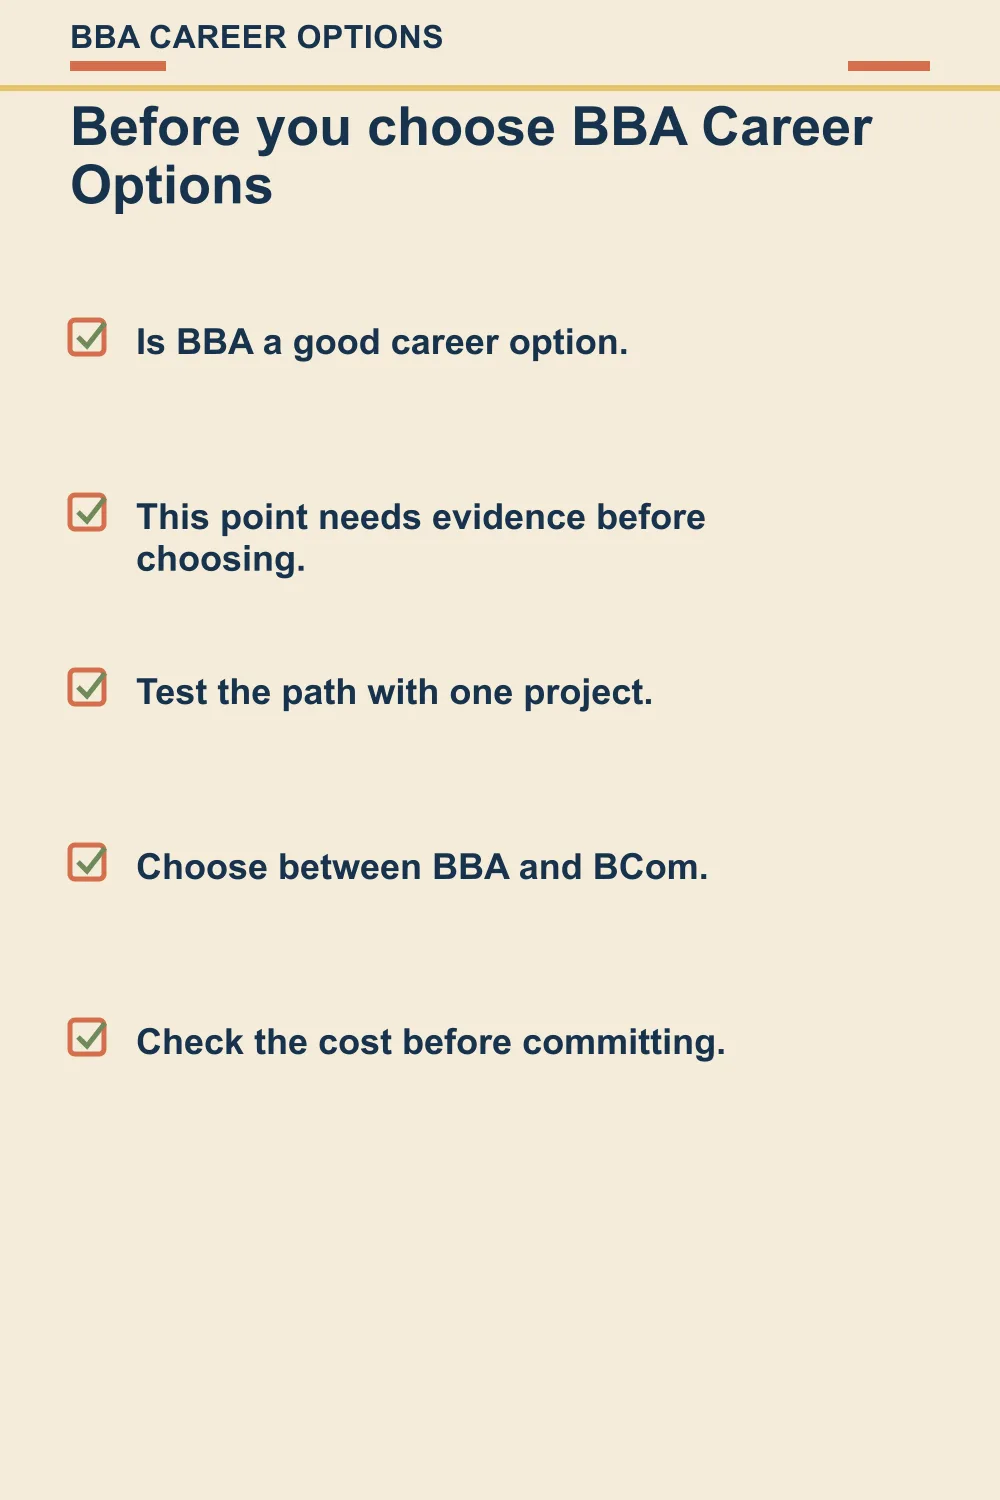 BBA CAREER OPTIONS
Before you choose BBA Career
Options
Is BBA a good career option.
This point needs evidence before
choosing.
Test the path with one project.
Choose between BBA and BCom.
Check the cost before committing.